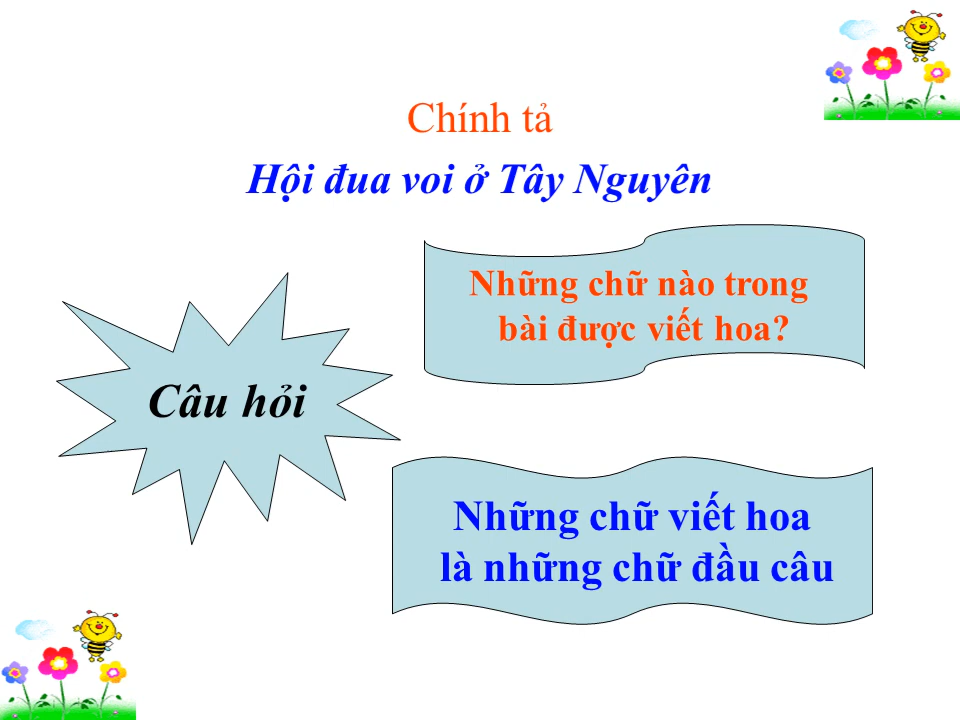 Chính tả
Hội đua voi ở Tây Nguyên
Những chữ nào trong
bài được viết hoa?
Câu hỏi
Những chữ viết hoa
là những chữ đầu câu